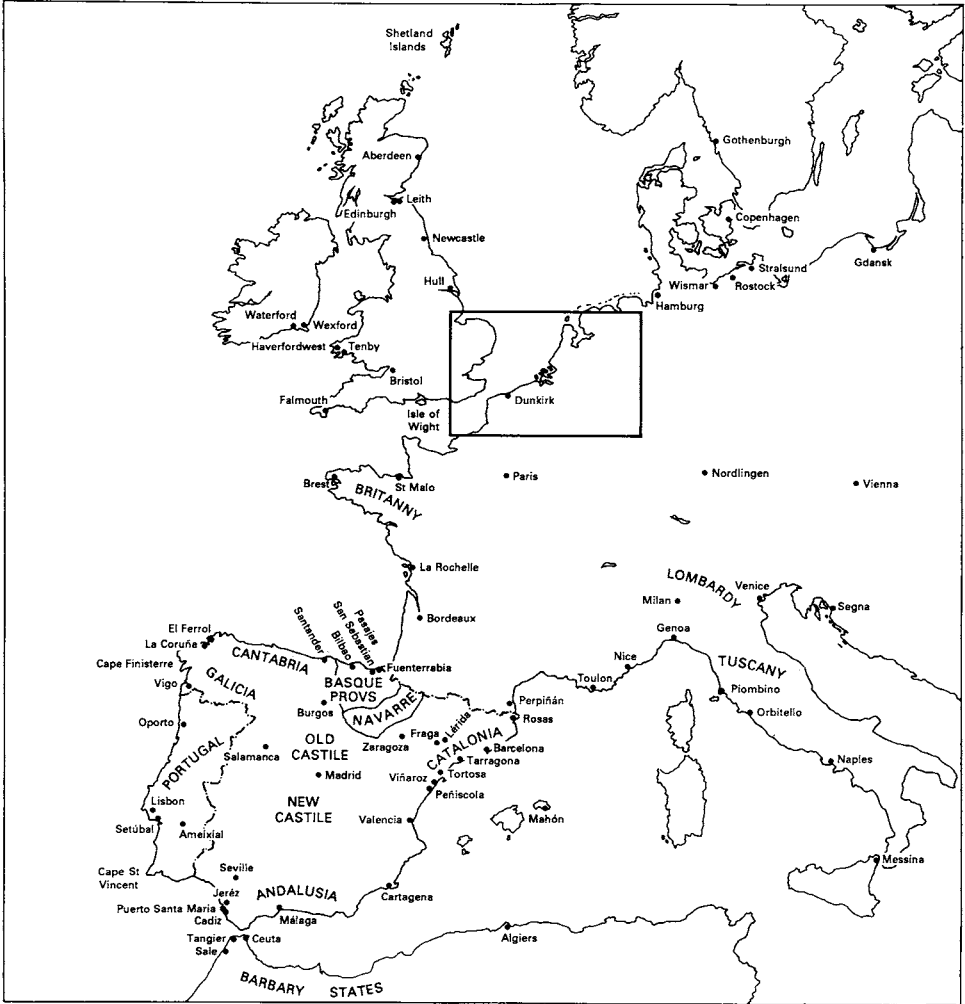 Shetland
Islands
Aberdeen
Gothenburgh
Leith
Edinburgh
Copenhagen
Newcastle
Gdansk
Stralsund
Hull
Wismar
Rostock
Hamburg
Waterford
Wexford
Haverfordwest
Tenby
Bristol
Falmouth
Isle of
Wight
Dunkirk
Brest
St Malo
Paris
Nordlingen
Vienna
BRITANNY
La Rochelle
LOMBARDY
Venice
Milan
Segna
Bordeaux
Pasajes
San Sebastian
Bilbao
Santander
El Ferrol
La Coruña
Genoa
CANTABRIA
Fuenterrabia
Cape Finisterre
Nice
TUSCANY
GALICIA
BASQUE
PROVS
Toulon
Vigo
Piombino
Perpiñán
NAVARRE
Burgos
Rosas
Orbitelio
Oporto
Lérida
Fraga
OLD
CASTILE
Zaragoza
CATALONIA
Barcelona
PORTUGAL
Salamanca
Tarragona
Naples
Madrid
Viñaroz
Tortosa
Peñiscola
NEW
CASTILE
Lisbon
Mahón
Valencia
Setúbal
Ameixial
Messina
Cape St
Vincent
Seville
Cartagena
ANDALUSIA
Jeréz
Puerto Santa Maria
Cadiz
Málaga
Tangier
Ceuta
Algiers
Sale
BARBARY STATES